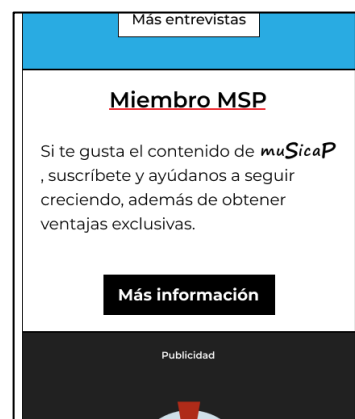 Más entrevistas
Miembro MSP
Si te gusta el contenido de muSicaP
, suscríbete y ayúdanos a seguir
creciendo, además de obtener
ventajas exclusivas.
Más información
Publicidad